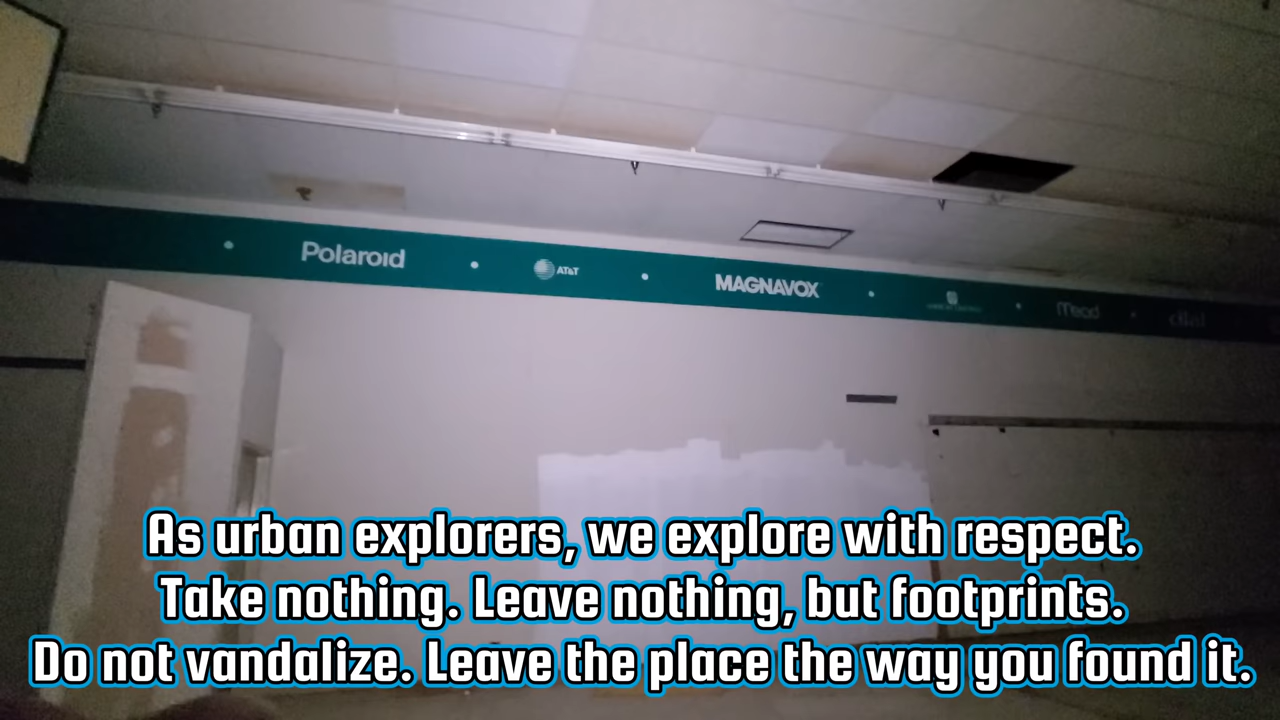 Polaroid
AT&T
MAGNAVOX
Mead
As urban explorers, we explore with respect.
Take nothing. Leave nothing, but footprints.
Do not vandalize. Leave the place the way you found it.